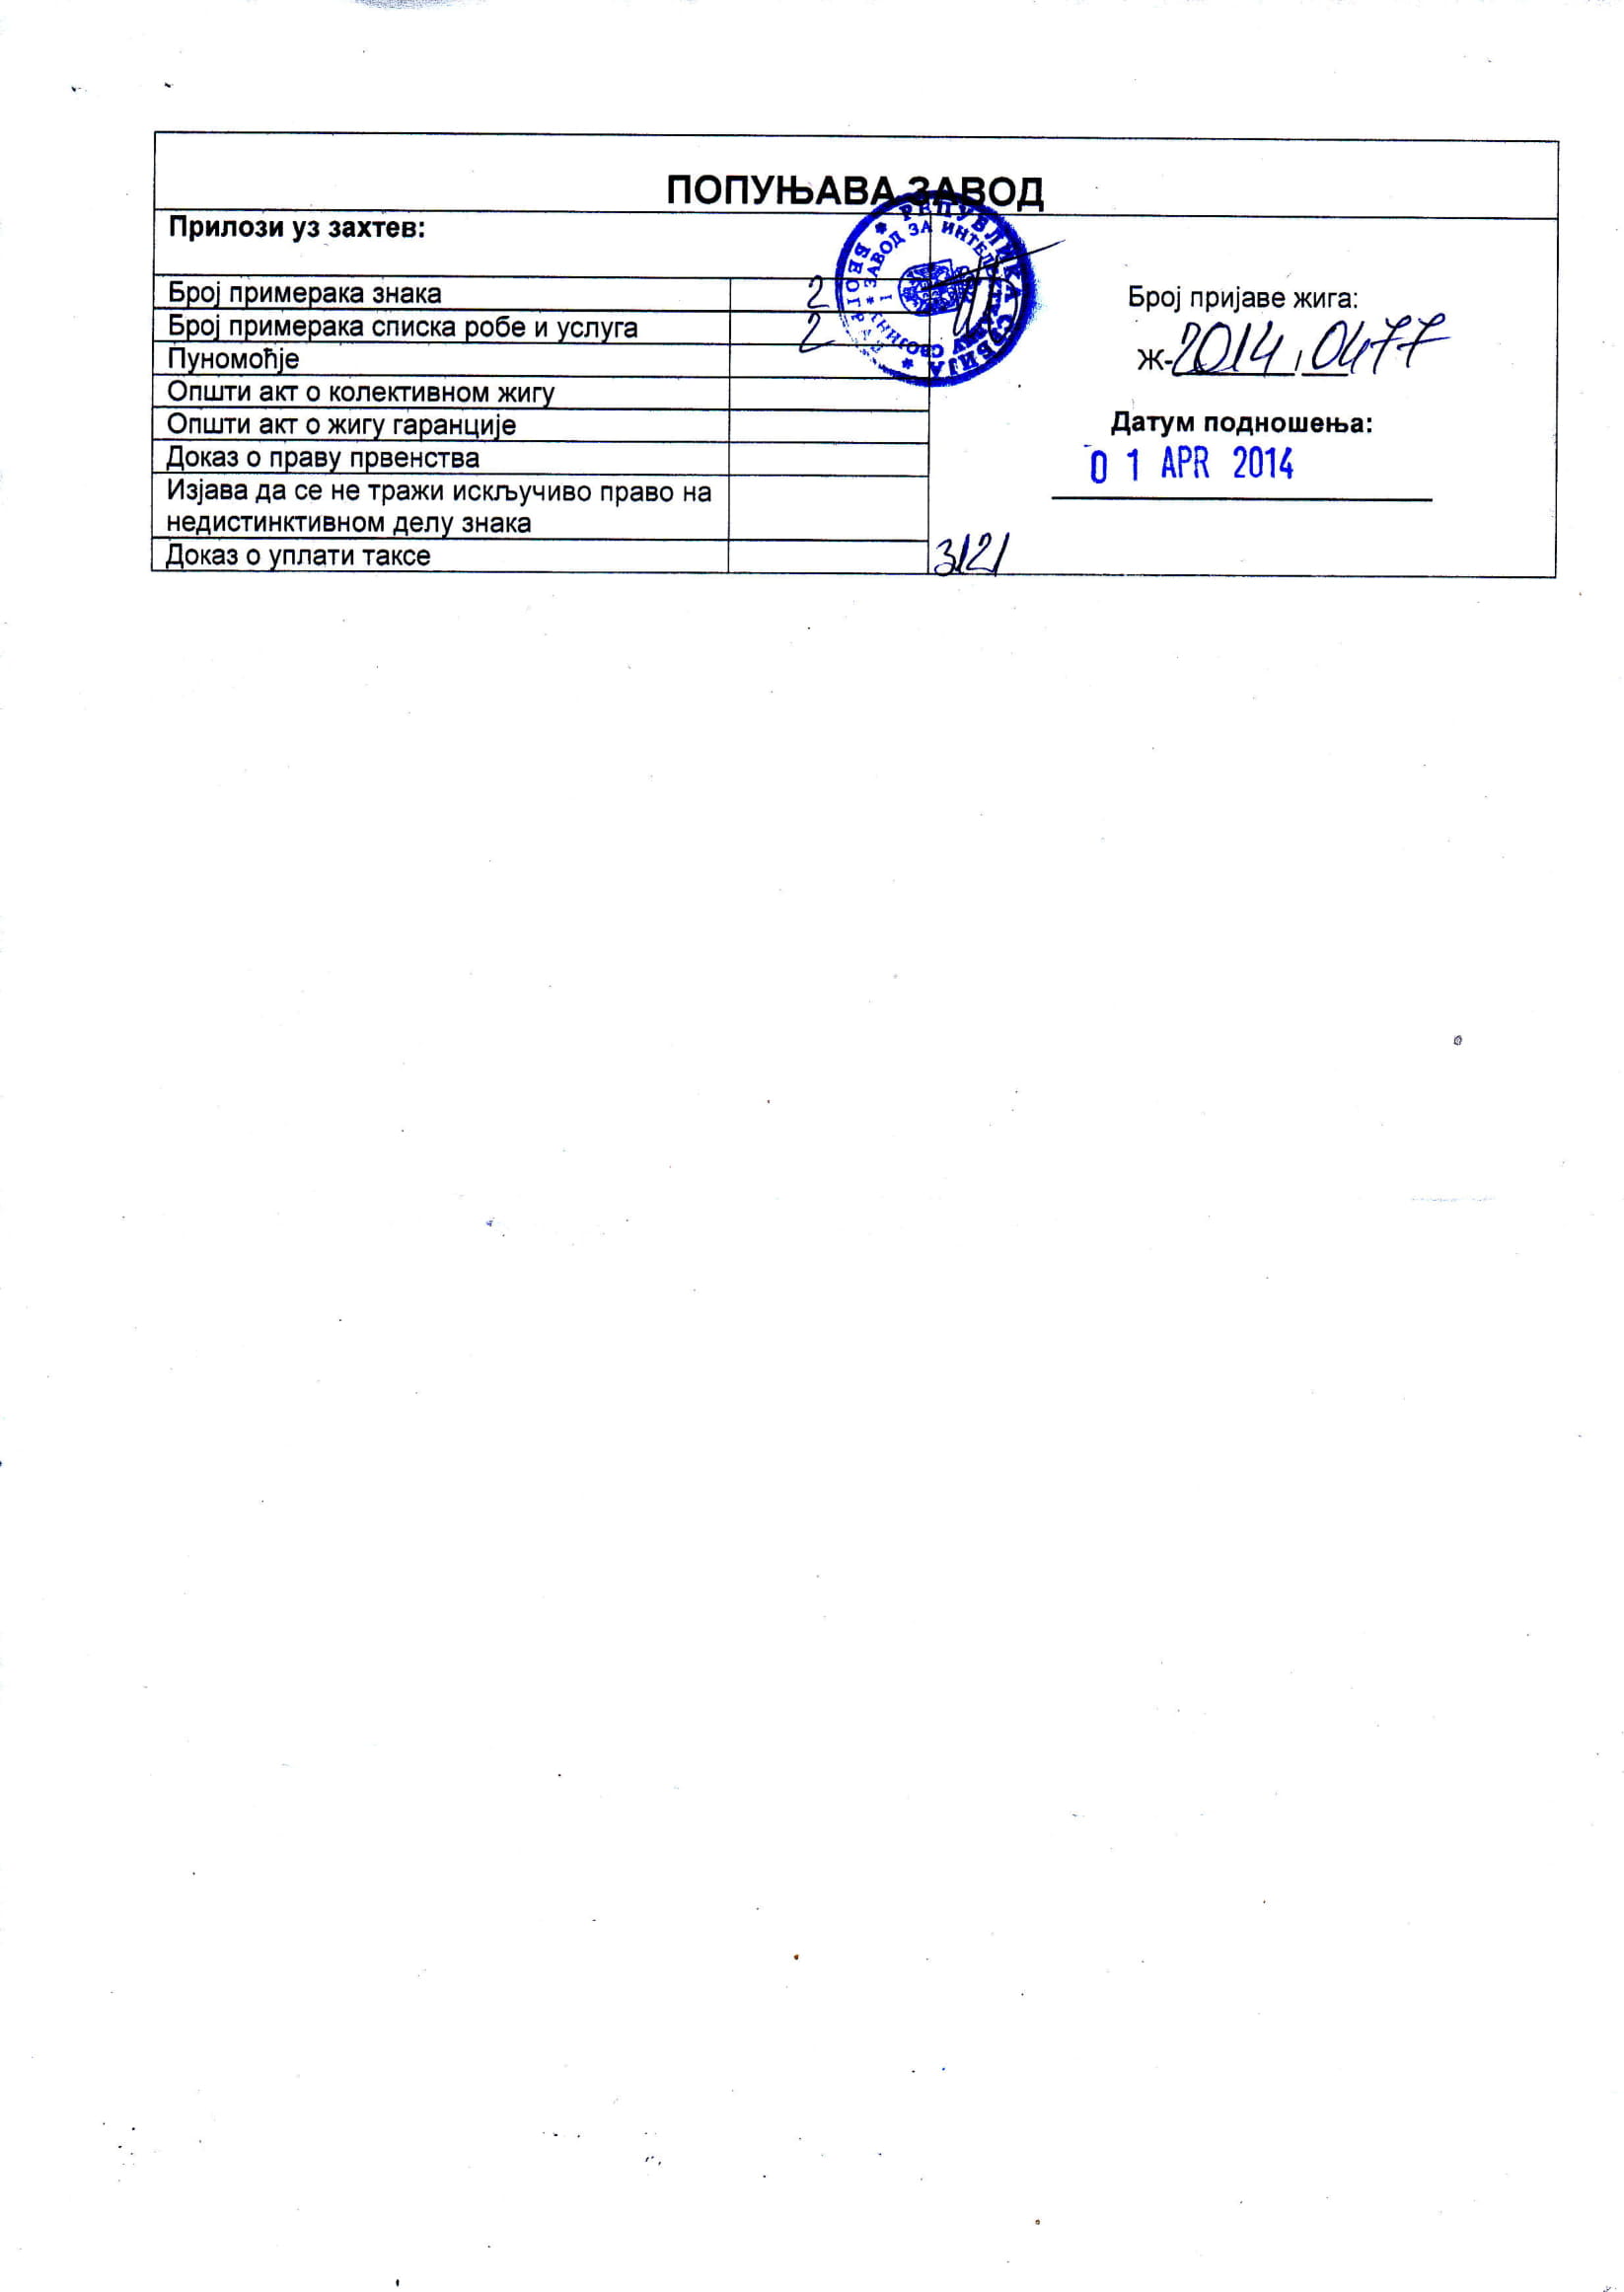 ПОПУЊАВА ЗАВОД
Прилози уз захтев:
Број примерака знака 2
Број примерака списка робе и услуга 2
Пуномоћје
Општи акт о колективном жигу
Општи акт о жигу гаранције
Доказ о праву првенства
Изјава да се не тражи искључиво право на
недистинктивном делу знака
Доказ о уплати таксе
3121
РЕПУБЛИКА СРБИЈА
ЗАВОД ЗА ИНТЕЛЕКТУАЛНУ СВОЈИНУ
БЕОГРАД
I
Број пријаве жига:
Ж-2014/0477
Датум подношења:
01 APR 2014